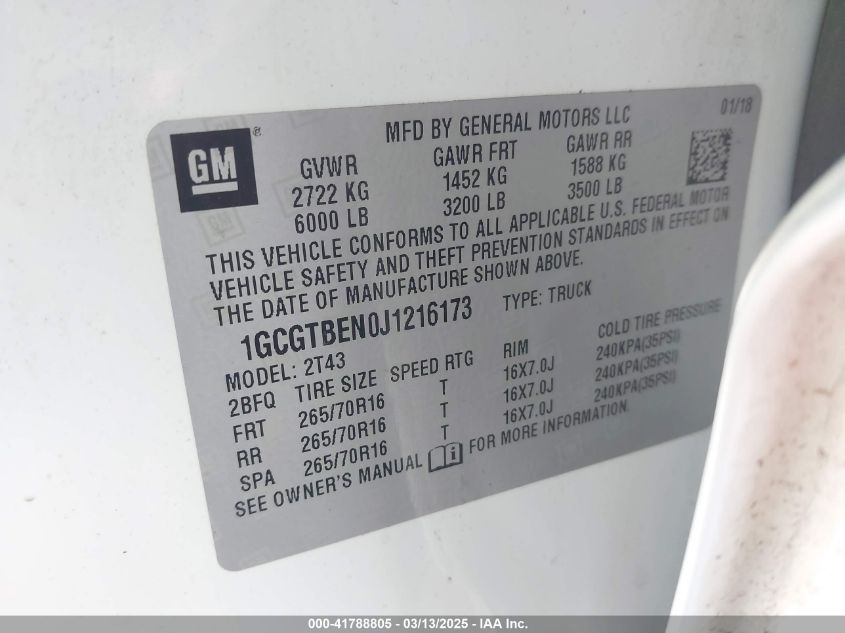 MFD BY GENERAL MOTORS LLC 01/18
GM ®
GVWR GAWR FRT GAWR RR
2722 KG 1452 KG 1588 KG
6000 LB 3200 LB 3500 LB
THIS VEHICLE CONFORMS TO ALL APPLICABLE U.S. FEDERAL MOTOR
VEHICLE SAFETY AND THEFT PREVENTION STANDARDS IN EFFECT ON
THE DATE OF MANUFACTURE SHOWN ABOVE.
1GCGTBEN0J1216173 TYPE: TRUCK
MODEL: 2T43
2BFQ TIRE SIZE SPEED RTG RIM COLD TIRE PRESSURE
FRT 265/70R16 T 16X7.0J 240KPA(35PSI)
RR 265/70R16 T 16X7.0J 240KPA(35PSI)
SPA 265/70R16 T 16X7.0J 240KPA(35PSI)
SEE OWNER'S MANUAL i FOR MORE INFORMATION.
000-41788805 - 03/13/2025 - IAA Inc.